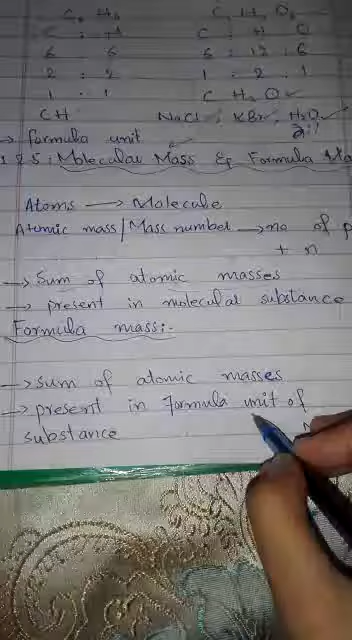 C₆ H₆ C₆ H₁₂ O₆
C : H C : H : O
6 : 6 6 : 12 : 6
2 : 2 1 : 2 : 1
1 : 1 C H₂ O ✓
CH NaCl ✓, KBr ✓, H₂O ✓
→ formula unit 2:1
1.2.5: Molecular Mass & Formula Ma
Atoms → Molecule
Atomic mass / Mass number → no of p
+ n
→ Sum of atomic masses
→ present in molecular substance
Formula mass:-
→ Sum of atomic masses
→ present in Formula unit of
substance